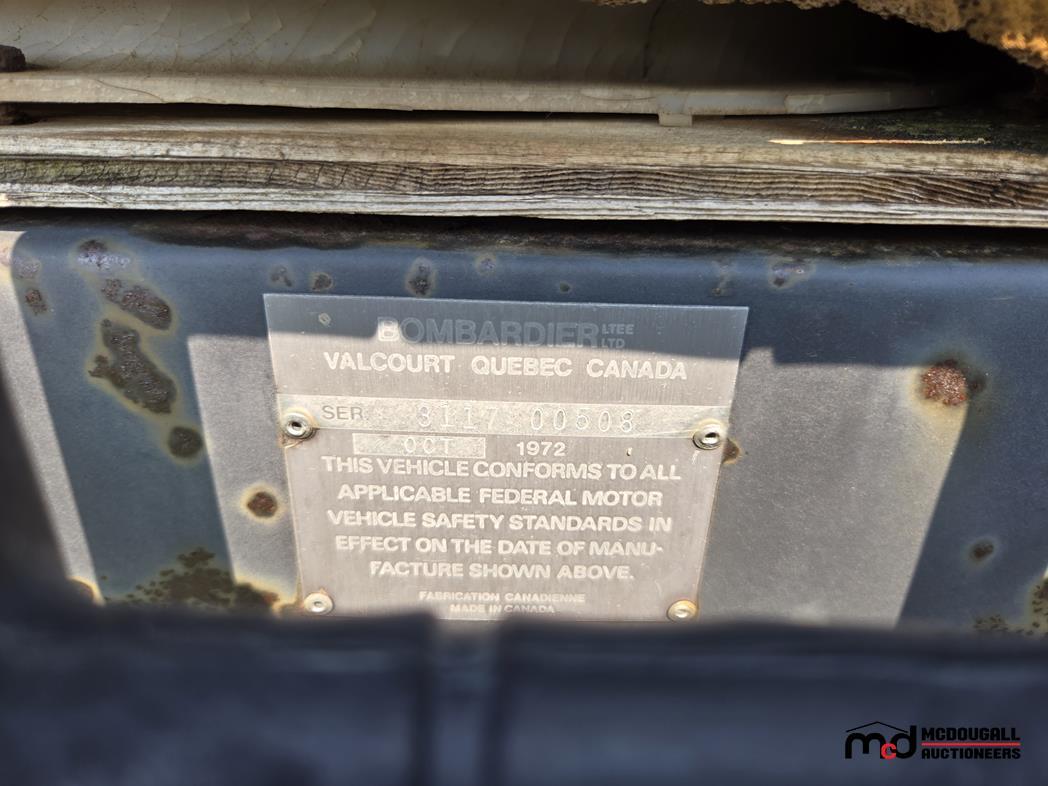 BOMBARDIER LTEE LTD
VALCOURT QUEBEC CANADA
SER. 3117 00508
OCT 1972
THIS VEHICLE CONFORMS TO ALL
APPLICABLE FEDERAL MOTOR
VEHICLE SAFETY STANDARDS IN
EFFECT ON THE DATE OF MANU-
FACTURE SHOWN ABOVE.
FABRICATION CANADIENNE
MADE IN CANADA
mcd MCDOUGALL
AUCTIONEERS